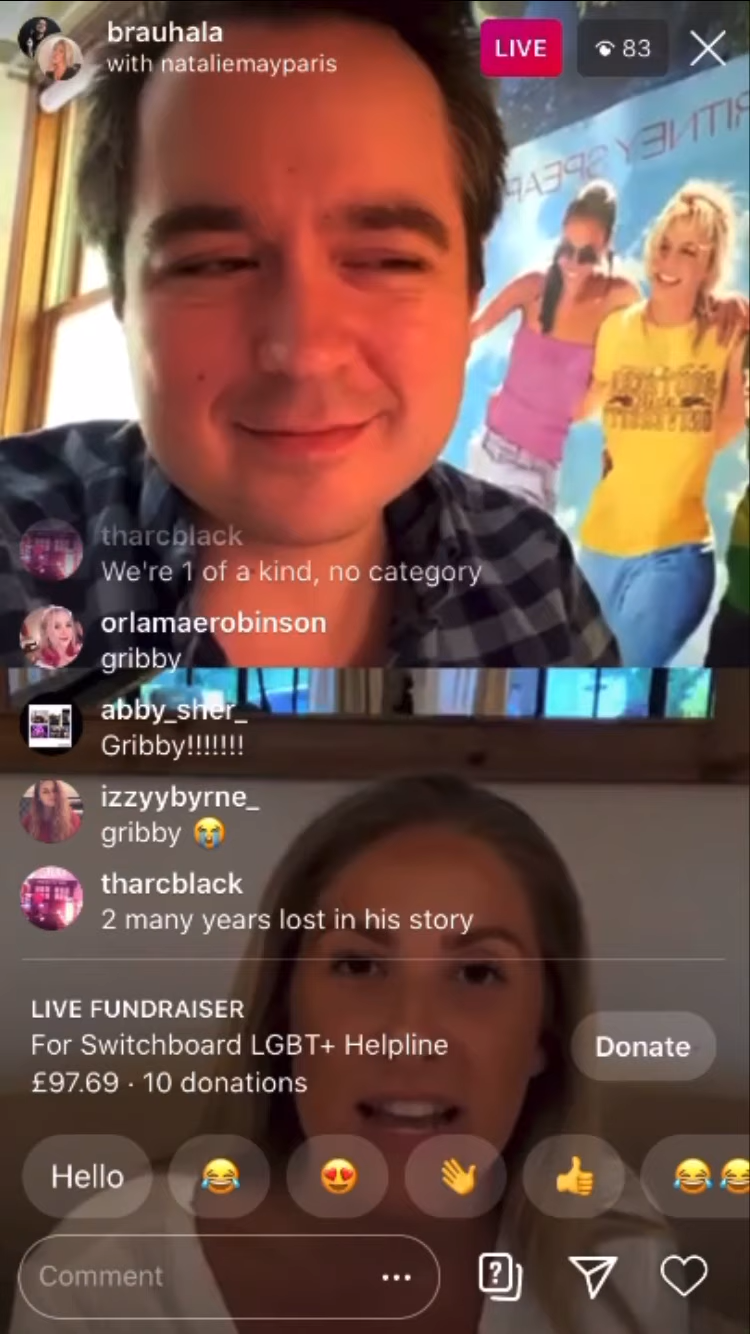 brauhala
with nataliemayparis
LIVE
83
BRITNEY SPEAR
tharcblack
We're 1 of a kind, no category
orlamaerobinson
gribby
abby_sher_
Gribby!!!!!!!
izzyybyrne_
gribby 😭
tharcblack
2 many years lost in his story
LIVE FUNDRAISER
For Switchboard LGBT+ Helpline
£97.69 · 10 donations
Donate
Hello 😂 😍 👋 👍 😂😂
Comment